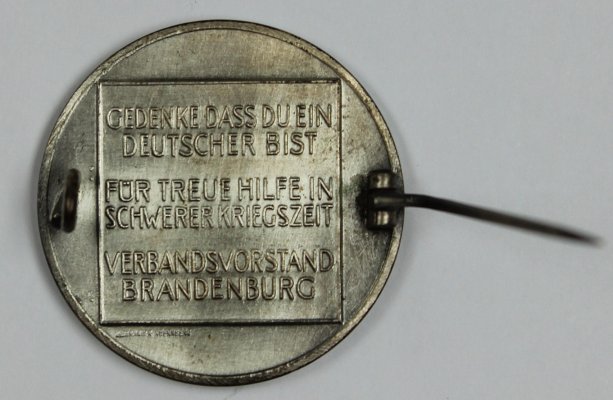 GEDENKE DASS DU EIN
DEUTSCHER BIST
FÜR TREUE HILFE IN
SCHWERER KRIEGSZEIT
VERBANDSVORSTAND
BRANDENBURG